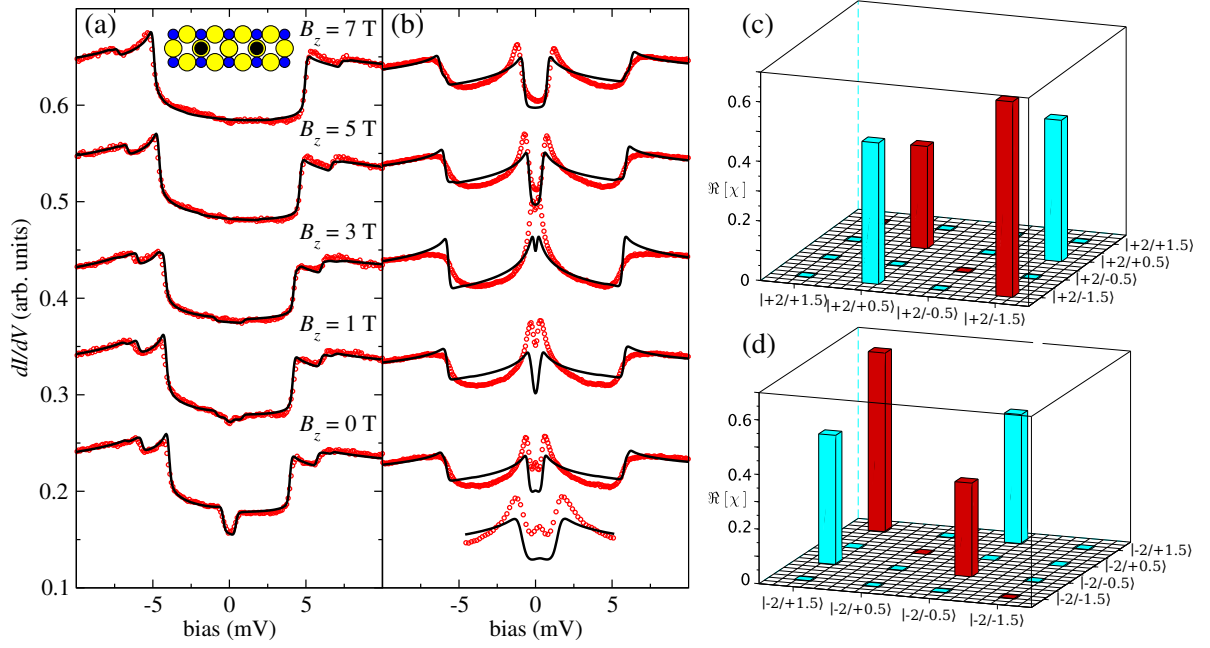 (a)
B_z = 7 T
B_z = 5 T
B_z = 3 T
B_z = 1 T
B_z = 0 T
dI/dV (arb. units)
0.6
0.5
0.4
0.3
0.2
0.1
-5
0
5
bias (mV)
(b)
-5
0
5
bias (mV)
(c)
ℜ[χ]
0.6
0.4
0.2
0
|+2/+1.5⟩
|+2/+0.5⟩
|+2/-0.5⟩
|+2/-1.5⟩
|+2/+1.5⟩
|+2/+0.5⟩
|+2/-0.5⟩
|+2/-1.5⟩
(d)
ℜ[χ]
0.6
0.4
0.2
0
|-2/+1.5⟩
|-2/+0.5⟩
|-2/-0.5⟩
|-2/-1.5⟩
|-2/+1.5⟩
|-2/+0.5⟩
|-2/-0.5⟩
|-2/-1.5⟩